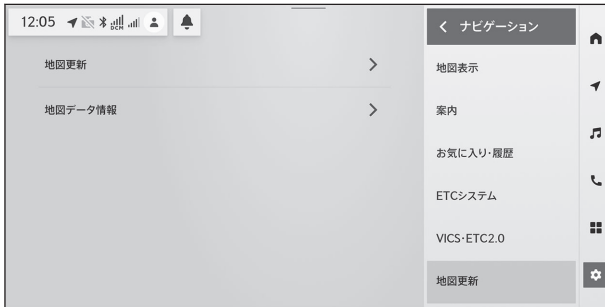 12:05
DCM
地図更新
地図データ情報
ナビゲーション
地図表示
案内
お気に入り・履歴
ETCシステム
VICS・ETC2.0
地図更新